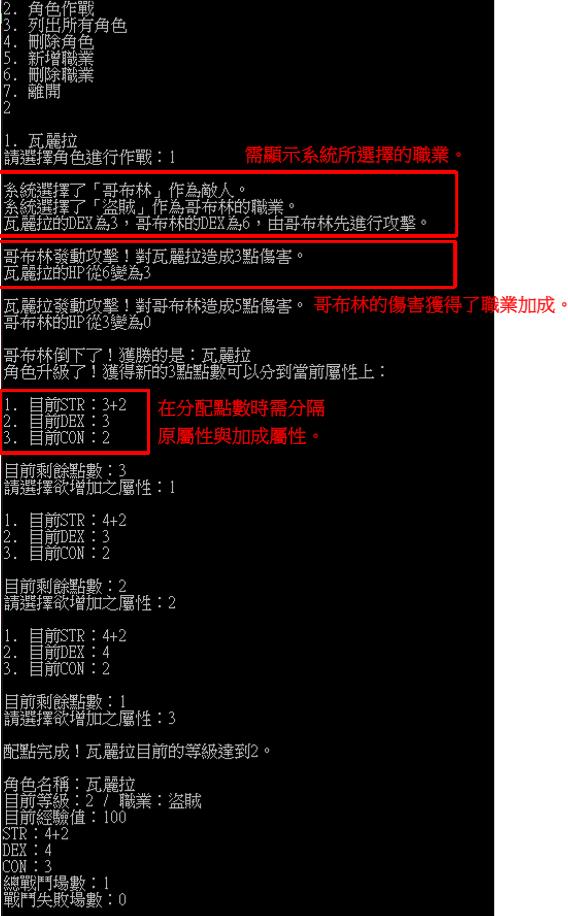 2. 角色作戰
3. 列出所有角色
4. 刪除角色
5. 新增職業
6. 刪除職業
7. 離開
2
1. 瓦麗拉
請選擇角色進行作戰：1
需顯示系統所選擇的職業。
系統選擇了「哥布林」作為敵人。
系統選擇了「盜賊」作為哥布林的職業。
瓦麗拉的DEX為3，哥布林的DEX為6，由哥布林先進行攻擊。
哥布林發動攻擊！對瓦麗拉造成3點傷害。
瓦麗拉的HP從6變為3
瓦麗拉發動攻擊！對哥布林造成5點傷害。
哥布林的傷害獲得了職業加成。
哥布林的HP從3變為0
哥布林倒下了！獲勝的是：瓦麗拉
角色升級了！獲得新的3點點數可以分到當前屬性上：
1. 目前STR：3+2
2. 目前DEX：3
3. 目前CON：2
在分配點數時需分隔
原屬性與加成屬性。
目前剩餘點數：3
請選擇欲增加之屬性：1
1. 目前STR：4+2
2. 目前DEX：3
3. 目前CON：2
目前剩餘點數：2
請選擇欲增加之屬性：2
1. 目前STR：4+2
2. 目前DEX：4
3. 目前CON：2
目前剩餘點數：1
請選擇欲增加之屬性：3
配點完成！瓦麗拉目前的等級達到2。
角色名稱：瓦麗拉
目前等級：2 / 職業：盜賊
目前經驗值：100
STR：4+2
DEX：4
CON：3
總戰鬥場數：1
戰鬥失敗場數：0